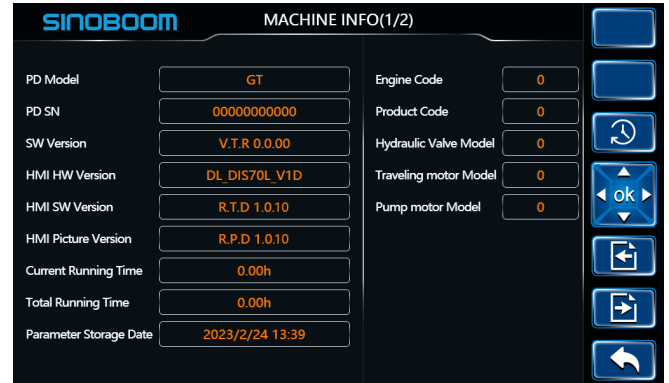 SINOBOOM
MACHINE INFO(1/2)
PD Model GT
PD SN 00000000000
SW Version V.T.R 0.0.00
HMI HW Version DL_DIS70L_V1D
HMI SW Version R.T.D 1.0.10
HMI Picture Version R.P.D 1.0.10
Current Running Time 0.00h
Total Running Time 0.00h
Parameter Storage Date 2023/2/24 13:39
Engine Code 0
Product Code 0
Hydraulic Valve Model 0
Traveling motor Model 0
Pump motor Model 0
ok